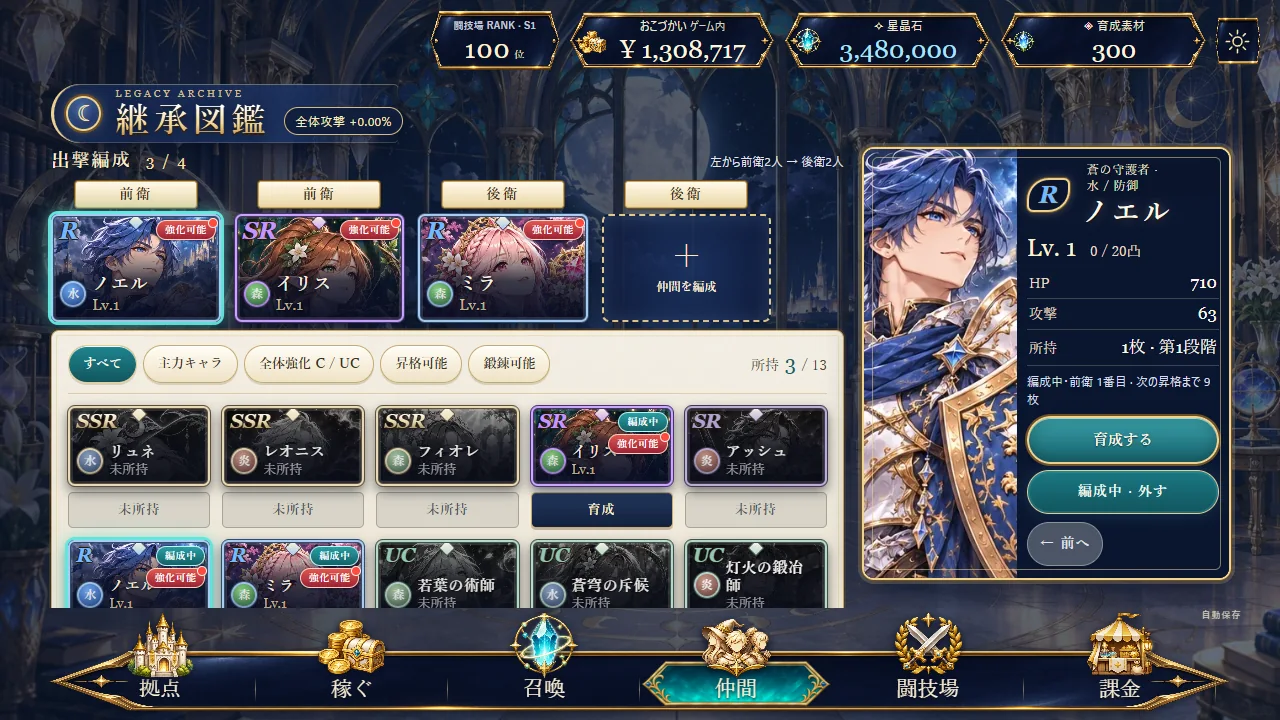 闘技場 RANK · S1
100 位
おこづかい ゲーム内
¥ 1,308,717
✧ 星晶石
3,480,000
◈ 育成素材
300
LEGACY ARCHIVE
継承図鑑
全体攻撃 +0.00%
出撃編成 3 / 4
左から前衛2人 → 後衛2人
前衛
前衛
後衛
後衛
R
強化可能
水
ノエル
Lv.1
SR
強化可能
森
イリス
Lv.1
R
強化可能
森
ミラ
Lv.1
仲間を編成
すべて
主力キャラ
全体強化 C / UC
昇格可能
鍛錬可能
所持 3 / 13
SSR
水
リュネ
未所持
未所持
SSR
炎
レオニス
未所持
未所持
SSR
森
フィオレ
未所持
未所持
SR
編成中
強化可能
森
イリス
Lv.1
育成
SR
炎
アッシュ
未所持
未所持
R
編成中
強化可能
水
ノエル
Lv.1
R
編成中
強化可能
森
ミラ
Lv.1
UC
森
若葉の術師
未所持
UC
水
蒼穹の斥候
未所持
UC
炎
灯火の鍛冶
師
未所持
R
蒼の守護者 ·
水 / 防御
ノエル
Lv. 1 0 / 20凸
HP 710
攻撃 63
所持 1枚 · 第1段階
編成中 · 前衛 1番目 · 次の昇格まで 9
枚
育成する
編成中 · 外す
← 前へ
自動保存
拠点
稼ぐ
召喚
仲間
闘技場
課金